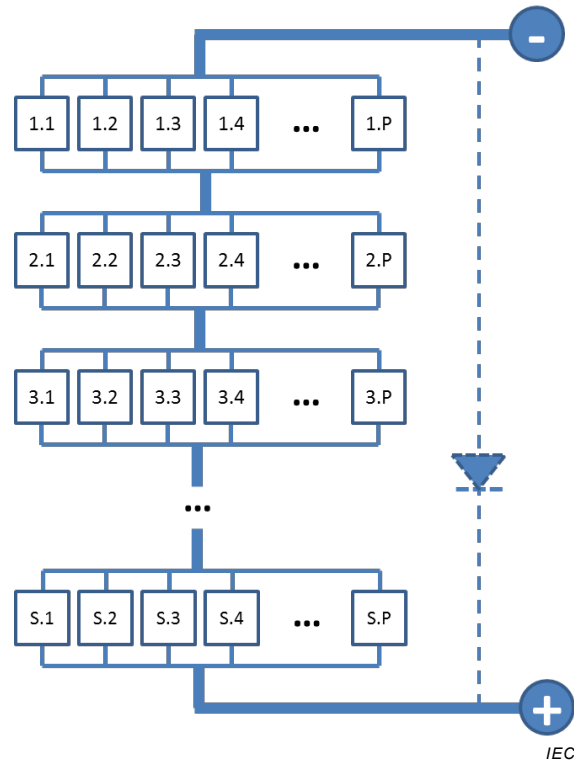 -
1.1 1.2 1.3 1.4 ... 1.P
2.1 2.2 2.3 2.4 ... 2.P
3.1 3.2 3.3 3.4 ... 3.P
...
S.1 S.2 S.3 S.4 ... S.P
+
IEC